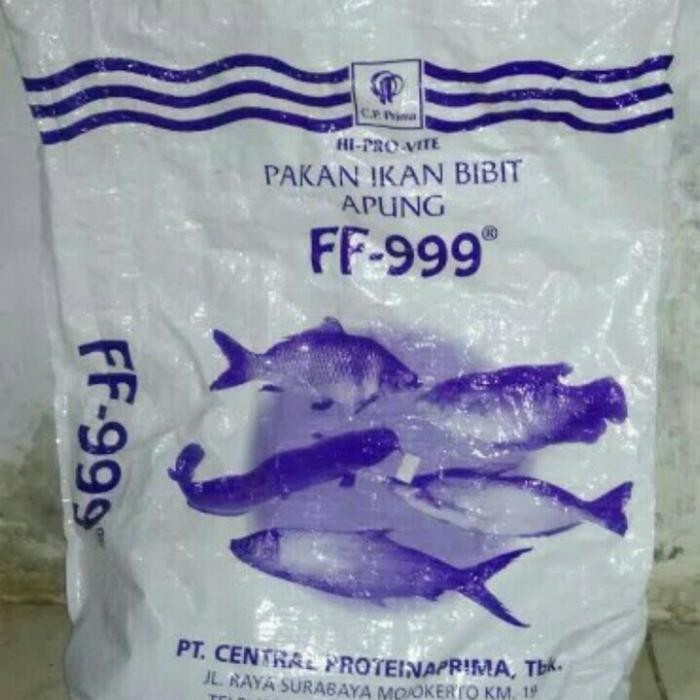 C.P. Prima
HI-PRO-VITE
PAKAN IKAN BIBIT
APUNG
FF-999®
FF-999
PT. CENTRAL PROTEINAPRIMA, Tbk.
JL. RAYA SURABAYA MOJOKERTO KM. 19